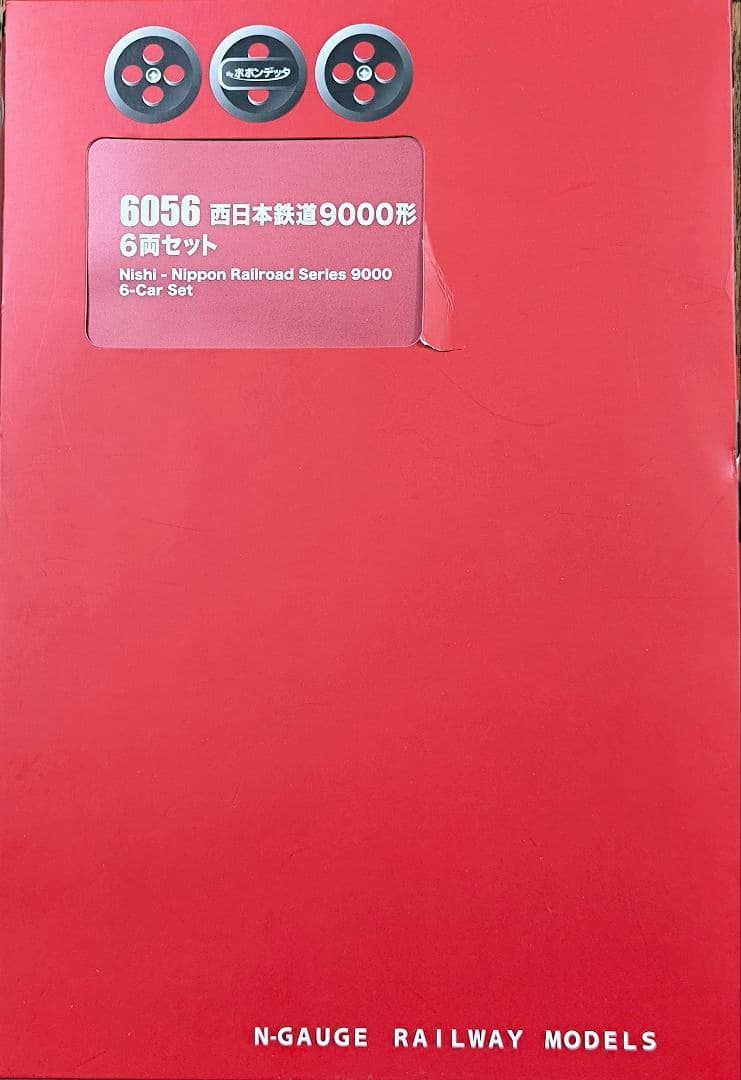 ポポンデッタ
6056 西日本鉄道9000形
6両セット
Nishi - Nippon Railroad Series 9000
6-Car Set
N-GAUGE RAILWAY MODELS